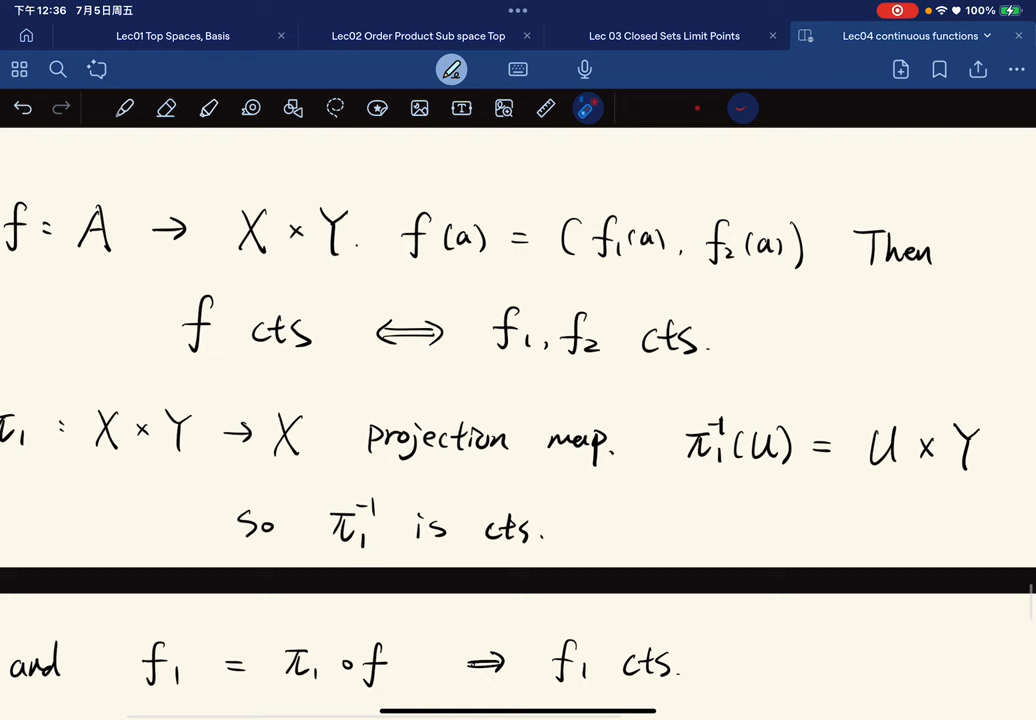 下午12:36 7月5日周五
100%
Lec01 Top Spaces, Basis
Lec02 Order Product Sub space Top
Lec 03 Closed Sets Limit Points
Lec04 continuous functions
f : A → X × Y. f(a) = (f₁(a), f₂(a)) Then
f cts ⟺ f₁, f₂ cts.
π₁ : X × Y → X projection map. π₁⁻¹(U) = U × Y
So π₁⁻¹ is cts.
and f₁ = π₁ ∘ f ⇒ f₁ cts.